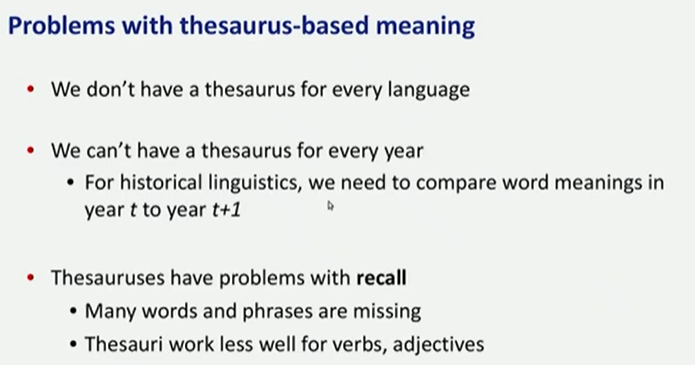 Problems with thesaurus-based meaning
• We don't have a thesaurus for every language
• We can't have a thesaurus for every year
• For historical linguistics, we need to compare word meanings in
year t to year t+1
• Thesauruses have problems with recall
• Many words and phrases are missing
• Thesauri work less well for verbs, adjectives